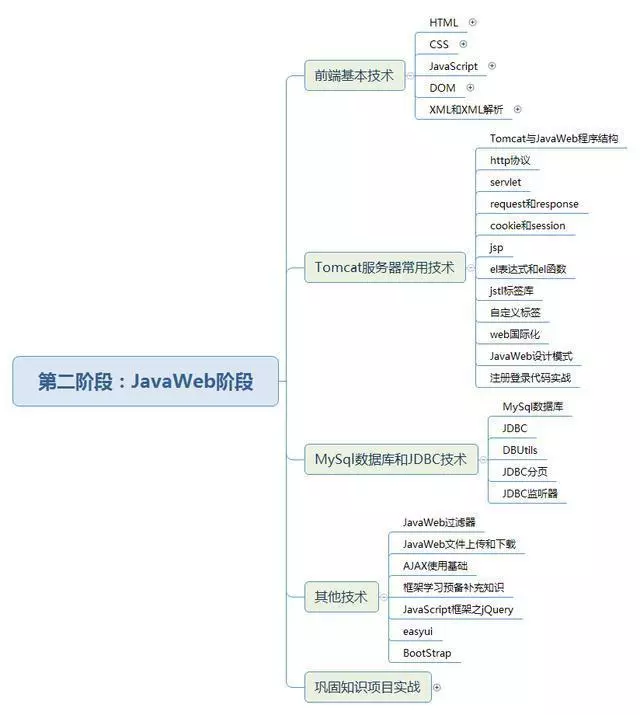 第二阶段：JavaWeb阶段
前端基本技术
HTML
CSS
JavaScript
DOM
XML和XML解析
Tomcat服务器常用技术
Tomcat与JavaWeb程序结构
http协议
servlet
request和response
cookie和session
jsp
el表达式和el函数
jstl标签库
自定义标签
web国际化
JavaWeb设计模式
注册登录代码实战
MySql数据库和JDBC技术
MySql数据库
JDBC
DBUtils
JDBC分页
JDBC监听器
其他技术
JavaWeb过滤器
JavaWeb文件上传和下载
AJAX使用基础
框架学习预备补充知识
JavaScript框架之jQuery
easyui
BootStrap
巩固知识项目实战